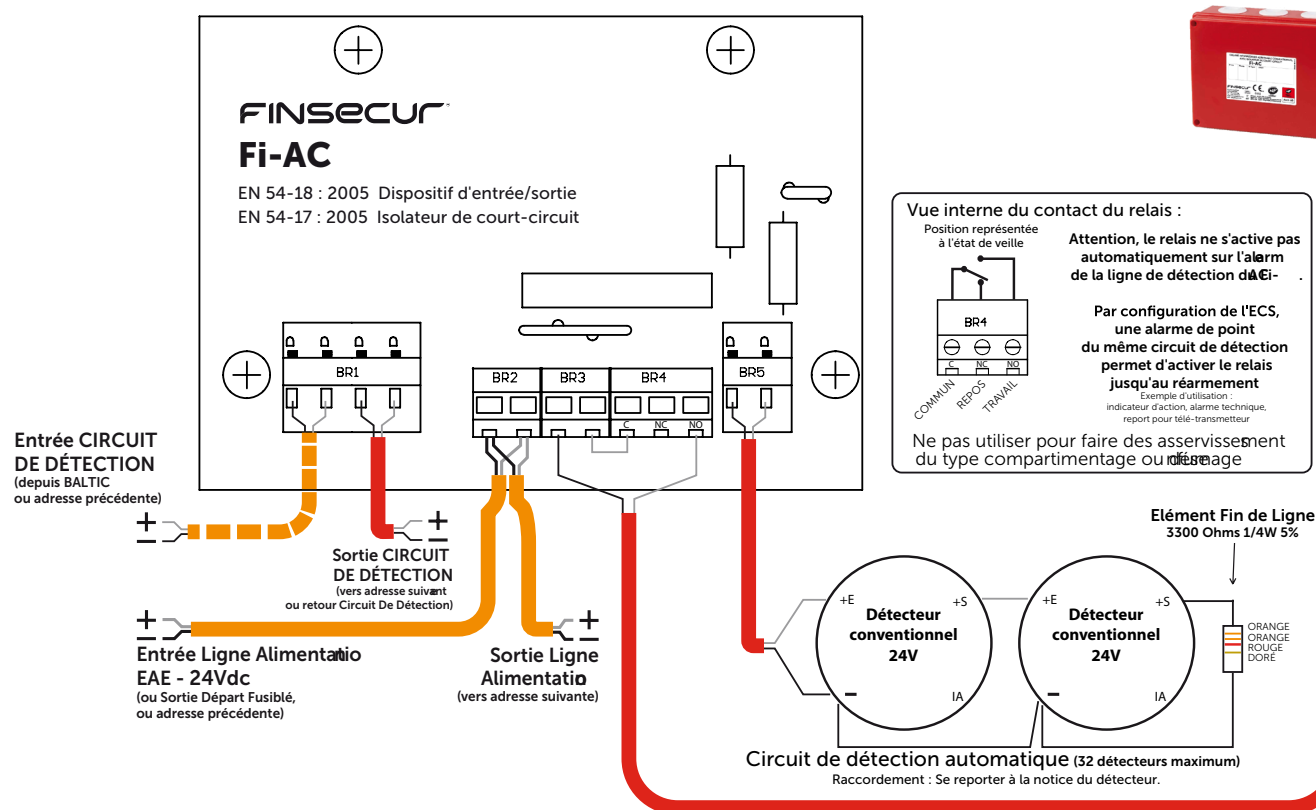 FINSECUR
Fi-AC
EN 54-18 : 2005 Dispositif d'entrée/sortie
EN 54-17 : 2005 Isolateur de court-circuit
BR1
BR2
BR3
BR4
C
NC
NO
BR5
Fi-AC
FINSECUR
CE
Vue interne du contact du relais :
Position représentée
à l'état de veille
BR4
C
NC
NO
COMMUN
REPOS
TRAVAIL
Attention, le relais ne s'active pas
automatiquement sur l'alarm
de la ligne de détection du Fi-
.
Par configuration de l'ECS,
une alarme de point
du même circuit de détection
permet d'activer le relais
jusqu'au réarmement
Exemple d'utilisation :
indicateur d'action, alarme technique,
report pour télé-transmetteur
Ne pas utiliser pour faire des asservissement
du type compartimentage ou
Entrée CIRCUIT
DE DÉTECTION
(depuis BALTIC
ou adresse précédente)
+
−
Sortie CIRCUIT
DE DÉTECTION
(vers adresse suivant
ou retour Circuit De Détection)
+
−
+
−
Entrée Ligne Alimentatio
EAE - 24Vdc
(ou Sortie Départ Fusiblé,
ou adresse précédente)
+
−
Sortie Ligne
Alimentatio
(vers adresse suivante)
Elément Fin de Ligne
3300 Ohms 1/4W 5%
+E
+S
Détecteur
conventionnel
24V
−
IA
+E
+S
Détecteur
conventionnel
24V
−
IA
ORANGE
ORANGE
ROUGE
DORÉ
Circuit de détection automatique (32 détecteurs maximum)
Raccordement : Se reporter à la notice du détecteur.